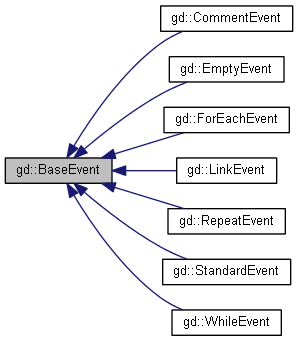 gd::CommentEvent
gd::EmptyEvent
gd::ForEachEvent
gd::BaseEvent
gd::LinkEvent
gd::RepeatEvent
gd::StandardEvent
gd::WhileEvent